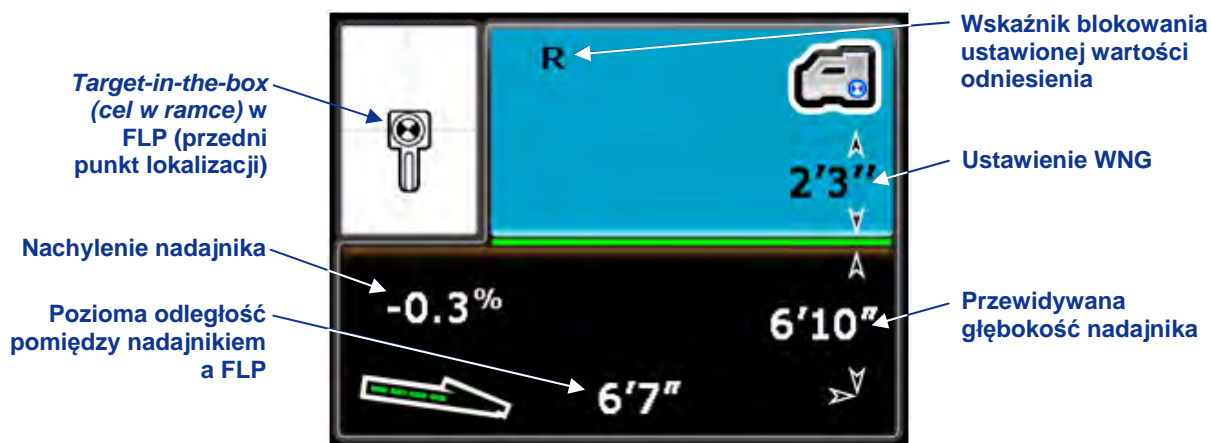 Target-in-the-box
(cel w ramce) w
FLP (przedni
punkt lokalizacji)
Nachylenie nadajnika
Pozioma odległość
pomiędzy nadajnikiem
a FLP
R
2'3"
-0.3%
6'10"
6'7"
Wskaźnik blokowania
ustawionej wartości
odniesienia
Ustawienie WNG
Przewidywana
głębokość nadajnika